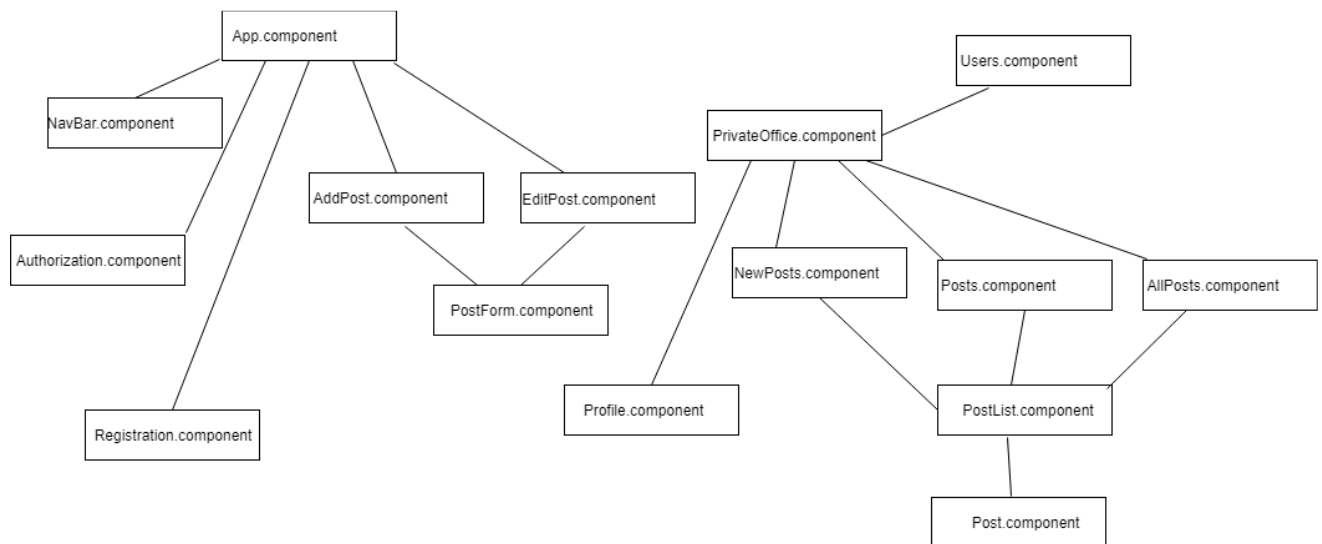 App.component
Users.component
NavBar.component
PrivateOffice.component
AddPost.component
EditPost.component
Authorization.component
NewPosts.component
Posts.component
AllPosts.component
PostForm.component
Profile.component
PostList.component
Registration.component
Post.component